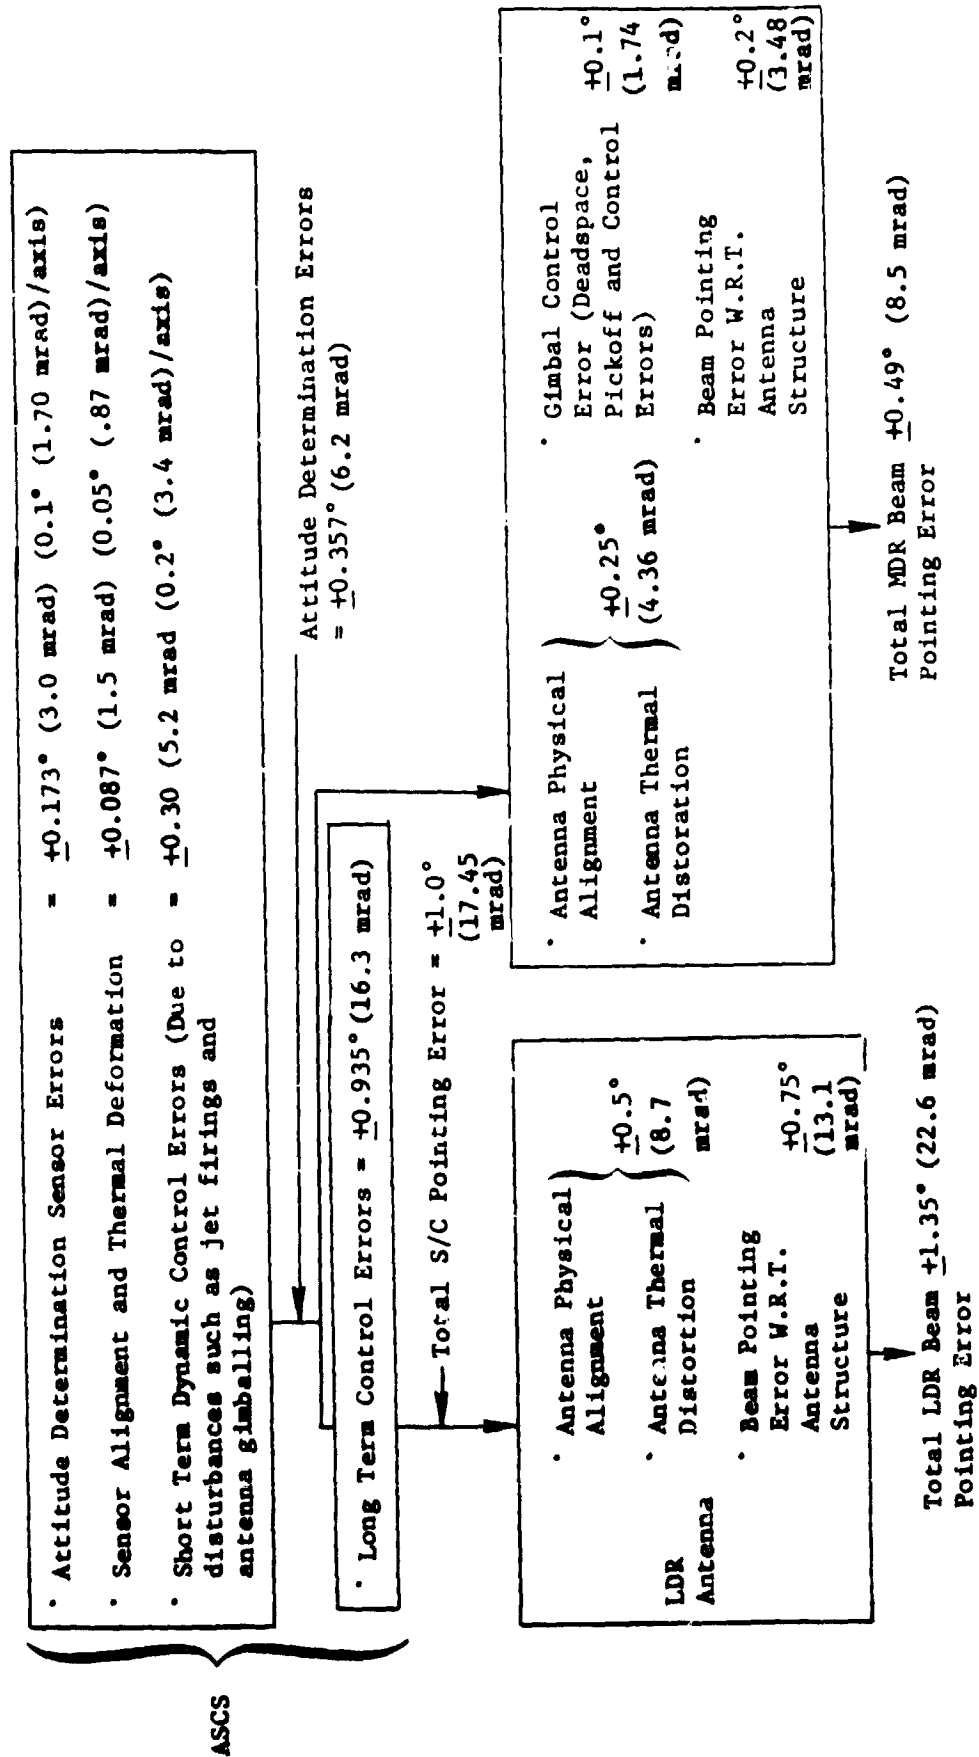 ASCS
· Attitude Determination Sensor Errors = ±0.173° (3.0 mrad) (0.1° (1.70 mrad)/axis)
· Sensor Alignment and Thermal Deformation = ±0.087° (1.5 mrad) (0.05° (.87 mrad)/axis)
· Short Term Dynamic Control Errors (Due to = ±0.30 (5.2 mrad (0.2° (3.4 mrad)/axis)
disturbances such as jet firings and
antenna gimballing)
Attitude Determination Errors
= ±0.357° (6.2 mrad)
· Long Term Control Errors = ±0.935° (16.3 mrad)
Total S/C Pointing Error = ±1.0°
(17.45
mrad)
LDR
Antenna
· Antenna Physical
Alignment
· Antenna Thermal
Distortion
±0.5°
(8.7
mrad)
· Beam Pointing
Error W.R.T.
Antenna
Structure
±0.75°
(13.1
mrad)
Total LDR Beam ±1.35° (22.6 mrad)
Pointing Error
· Antenna Physical
Alignment
· Antenna Thermal
Distoration
±0.25°
(4.36 mrad)
· Gimbal Control
Error (Deadspace,
Pickoff and Control
Errors)
±0.1°
(1.74
mrad)
· Beam Pointing
Error W.R.T.
Antenna
Structure
±0.2°
(3.48
mrad)
Total MDR Beam ±0.49° (8.5 mrad)
Pointing Error